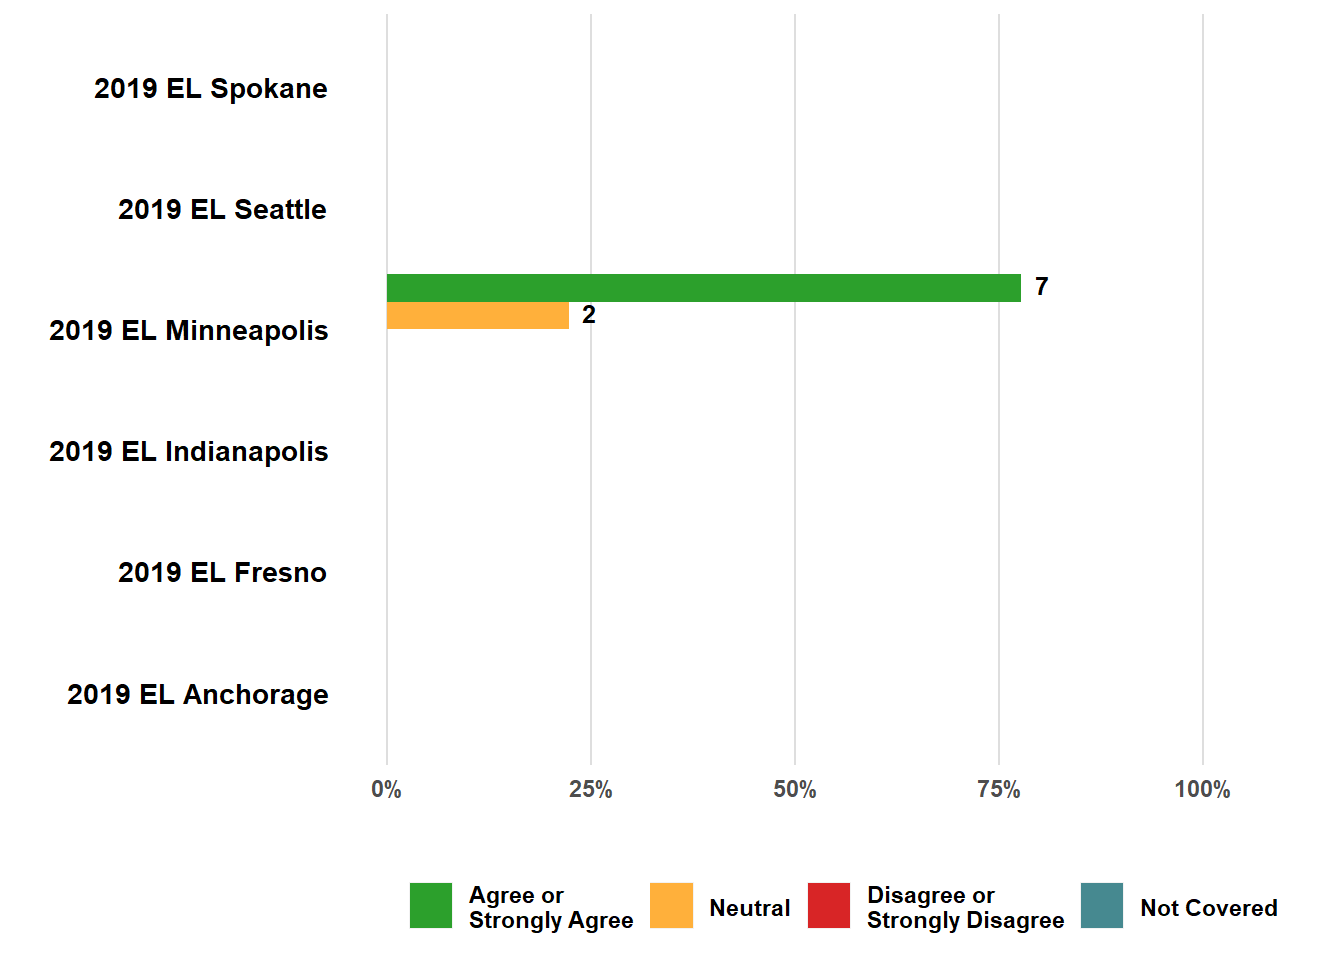 2019 EL Spokane
2019 EL Seattle
7
2
2019 EL Minneapolis
2019 EL Indianapolis
2019 EL Fresno
2019 EL Anchorage
0% 25% 50% 75% 100%
Agree or
Strongly Agree
Neutral
Disagree or
Strongly Disagree
Not Covered